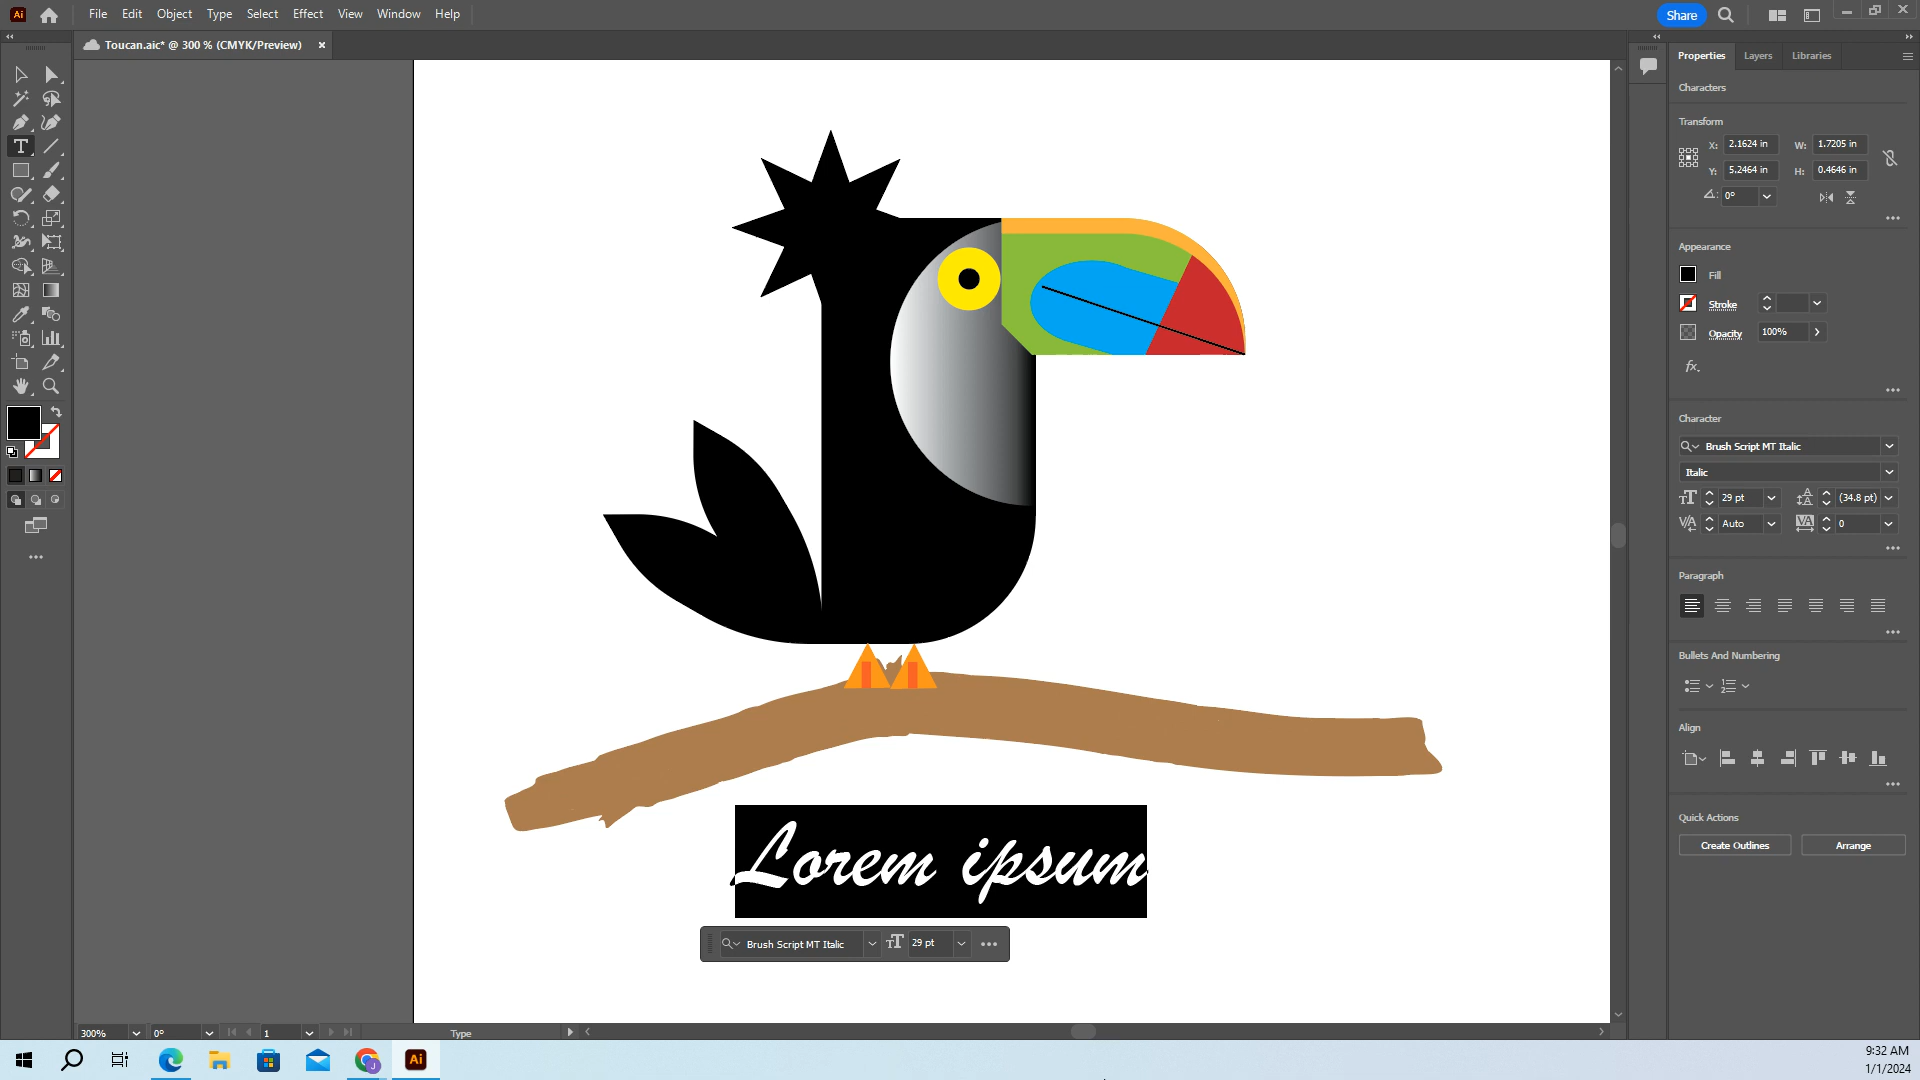 Ai File Edit Object Type Select Effect View Window Help Share
Toucan.aic* @ 300 % (CMYK/Preview)
Properties Layers Libraries
Characters
Transform
X: 2.1624 in W: 1.7205 in
Y: 5.2464 in H: 0.4646 in
0°
Appearance
Fill
Stroke
Opacity 100%
fx.
Character
Brush Script MT Italic
Italic
29 pt (34.8 pt)
Auto 0
Paragraph
Bullets And Numbering
Align
Quick Actions
Create Outlines Arrange
Lorem ipsum
Brush Script MT Italic 29 pt
300% 0° 1 Type
Ai
J
9:32 AM
1/1/2024